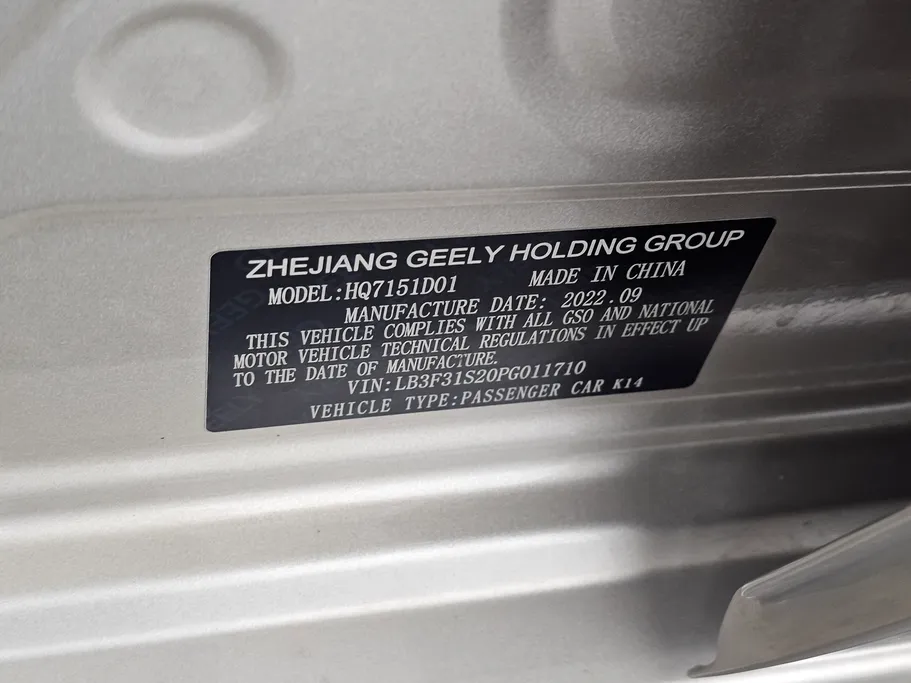 ZHEJIANG GEELY HOLDING GROUP
MODEL:HQ7151D01 MADE IN CHINA
MANUFACTURE DATE: 2022.09
THIS VEHICLE COMPLIES WITH ALL GSO AND NATIONAL
MOTOR VEHICLE TECHNICAL REGULATIONS IN EFFECT UP
TO THE DATE OF MANUFACTURE.
VIN:LB3F31S20PG011710
VEHICLE TYPE:PASSENGER CAR K14